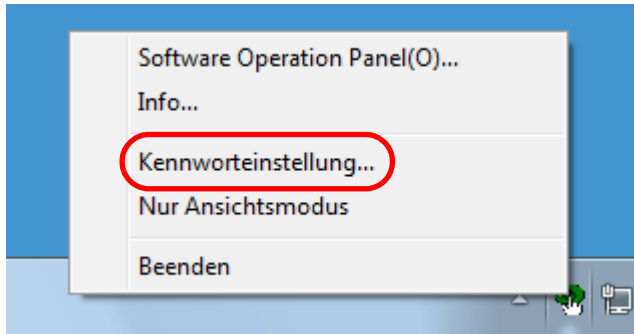 Software Operation Panel(O)...
Info...
Kennworteinstellung...
Nur Ansichtsmodus
Beenden